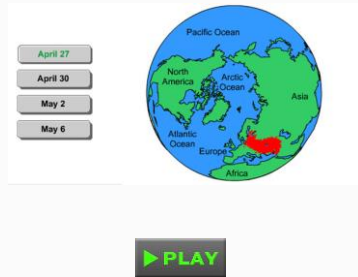 April 27
April 30
May 2
May 6
Pacific Ocean
North
America
Arctic
Ocean
Asia
Atlantic
Ocean
Europe
Africa
PLAY